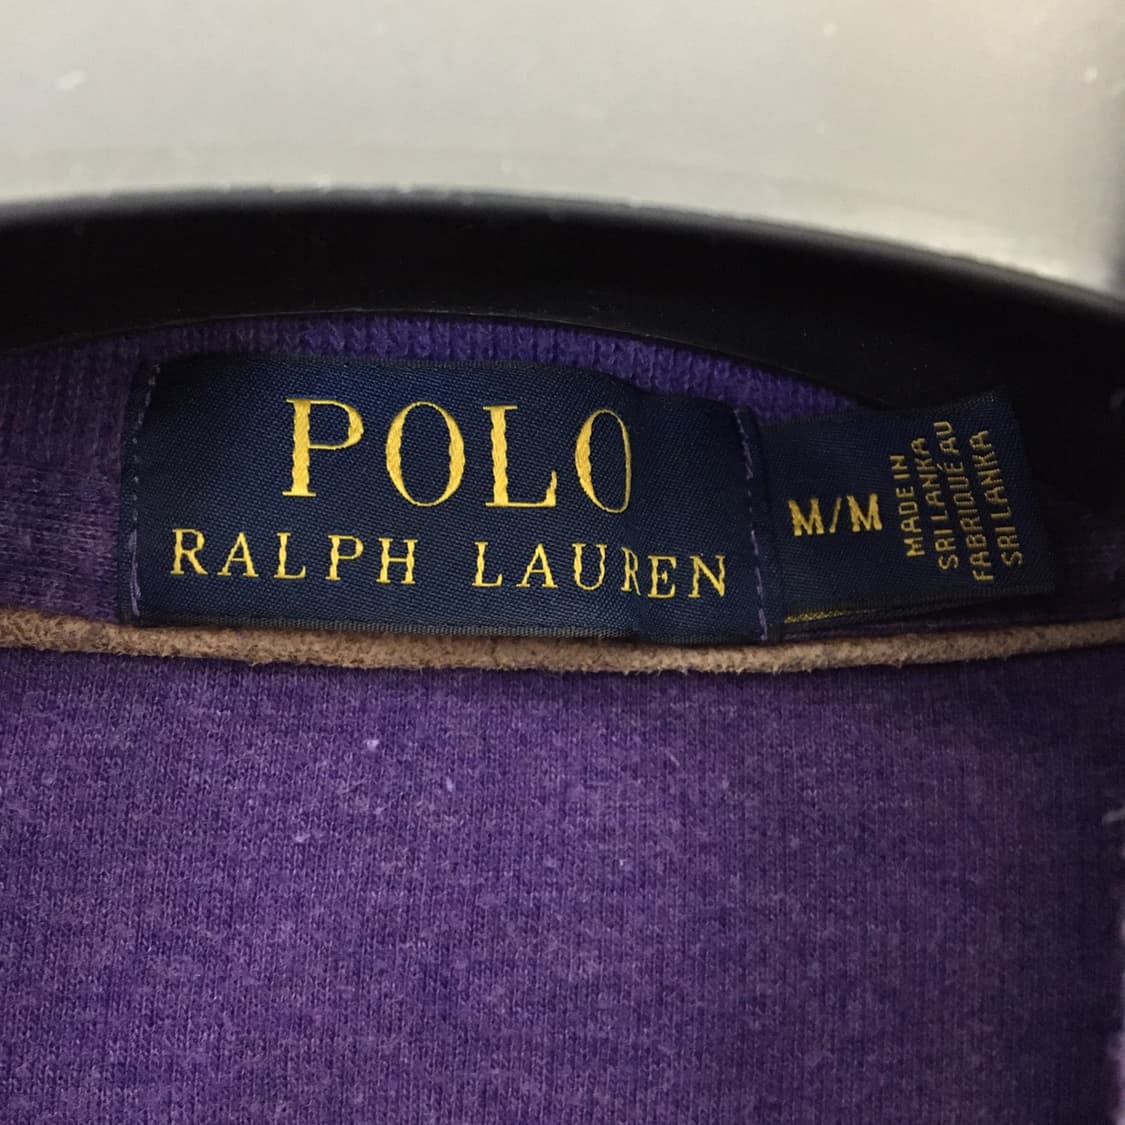 POLO
RALPH LAUREN
M/M
MADE IN
SRI LANKA
FABRIQUÉ AU
SRI LANKA